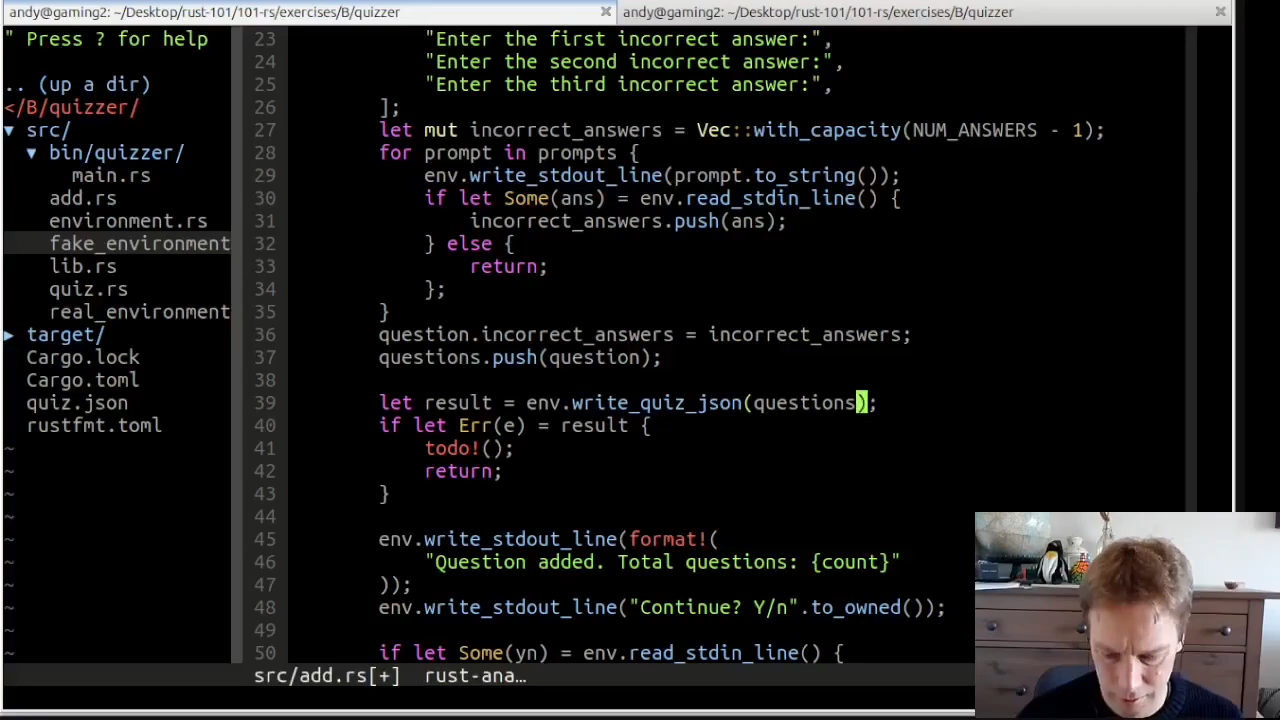 andy@gaming2: ~/Desktop/rust-101/101-rs/exercises/B/quizzer
andy@gaming2: ~/Desktop/rust-101/101-rs/exercises/B/quizzer
" Press ? for help
.. (up a dir)
</B/quizzer/
▼ src/
▼ bin/quizzer/
main.rs
add.rs
environment.rs
fake_environment
lib.rs
quiz.rs
real_environment
▶ target/
Cargo.lock
Cargo.toml
quiz.json
rustfmt.toml
~
~
~
~
~
~
~
~
~
~
23 "Enter the first incorrect answer:",
24 "Enter the second incorrect answer:",
25 "Enter the third incorrect answer:",
26 ];
27 let mut incorrect_answers = Vec::with_capacity(NUM_ANSWERS - 1);
28 for prompt in prompts {
29 env.write_stdout_line(prompt.to_string());
30 if let Some(ans) = env.read_stdin_line() {
31 incorrect_answers.push(ans);
32 } else {
33 return;
34 };
35 }
36 question.incorrect_answers = incorrect_answers;
37 questions.push(question);
38
39 let result = env.write_quiz_json(questions);
40 if let Err(e) = result {
41 todo!();
42 return;
43 }
44
45 env.write_stdout_line(format!(
46 "Question added. Total questions: {count}"
47 ));
48 env.write_stdout_line("Continue? Y/n".to_owned());
49
50 if let Some(yn) = env.read_stdin_line() {
src/add.rs[+] rust-ana…